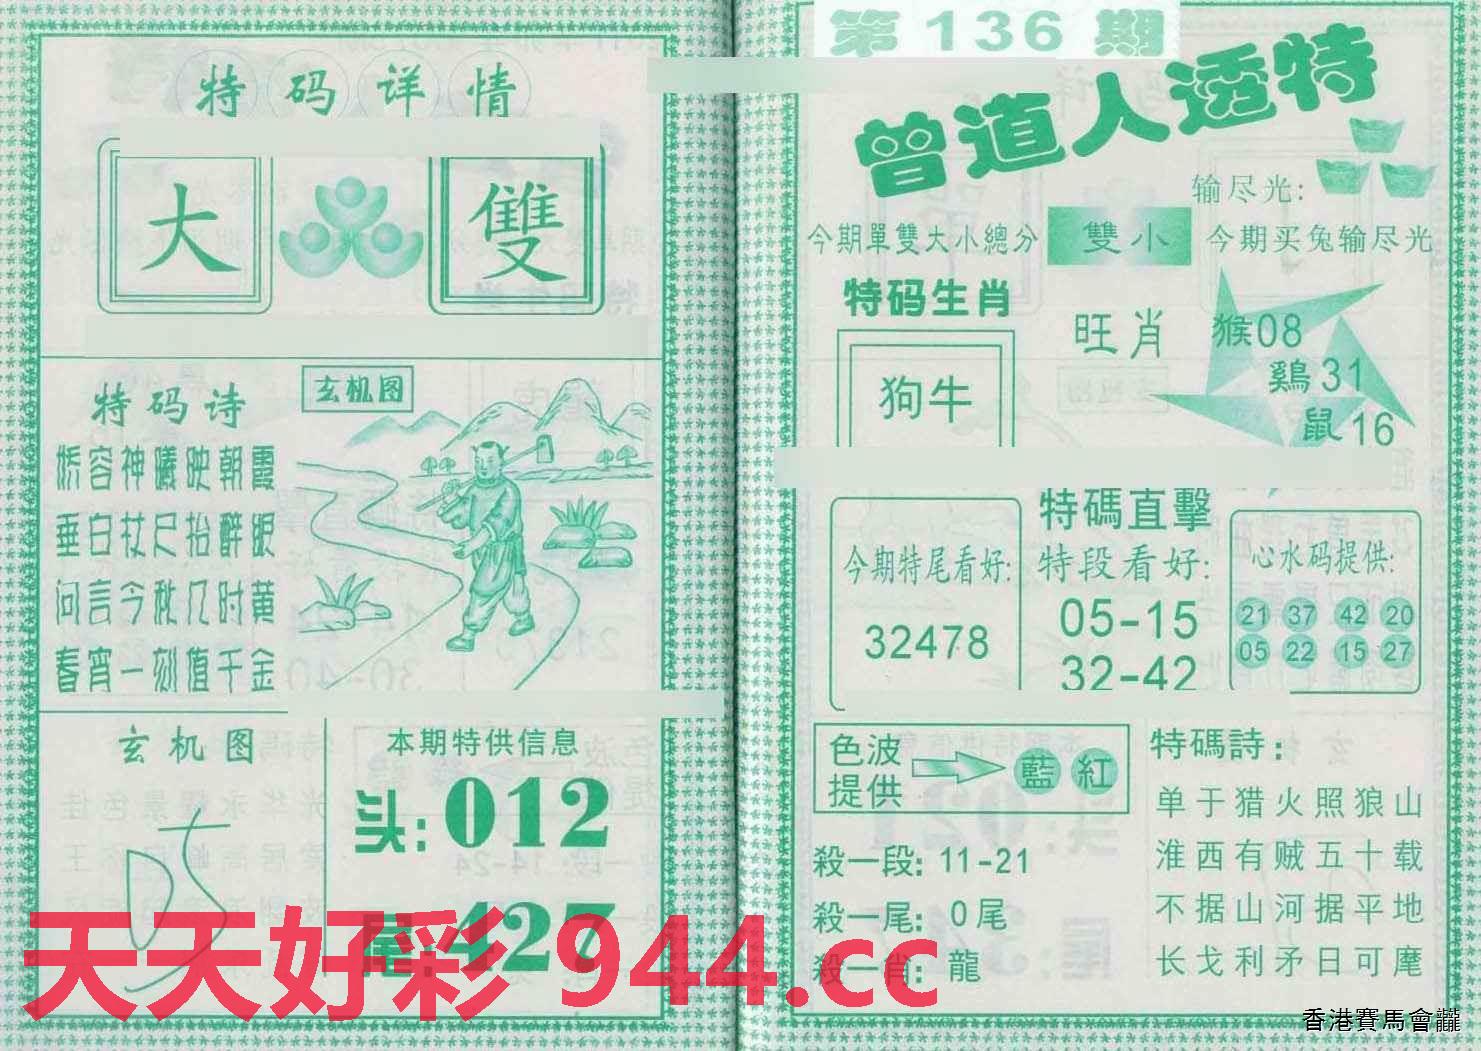 特码详情
大 雙
特码诗
娇容神曦映朝霞
垂白杖尺抬醉眼
问言今秋几时黄
春宵一刻值千金
玄机图
玄机图
本期特供信息
头:012
尾:427
第136期
曾道人透特
输尽光:
今期單雙大小總分 雙小 今期买兔输尽光
特码生肖
狗牛
旺肖
猴08
鷄31
鼠16
今期特尾看好:
32478
特碼直擊
特段看好:
05-15
32-42
心水码提供:
21 37 42 20
05 22 15 27
色波提供 藍 紅
殺一段: 11-21
殺一尾: 0尾
殺一肖: 龍
特碼詩:
单于猎火照狼山
淮西有贼五十载
不据山河据平地
长戈利矛日可麾
天天好彩 944.cc
香港賽馬會